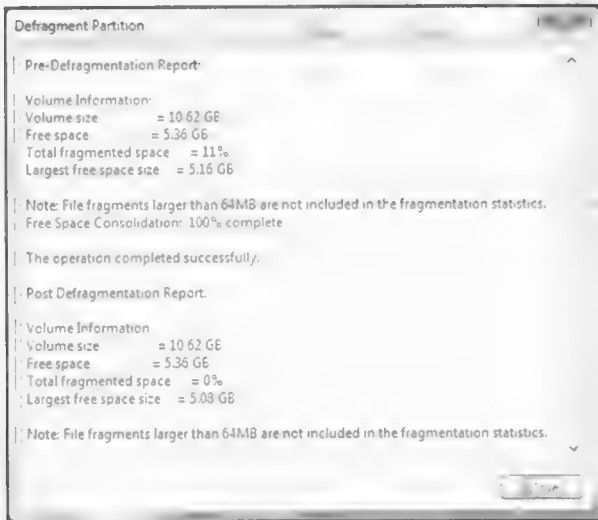 Defragment Partition
Pre-Defragmentation Report:
Volume Information:
Volume size = 10.62 GB
Free space = 5.36 GB
Total fragmented space = 11%
Largest free space size = 5.16 GB
Note: File fragments larger than 64MB are not included in the fragmentation statistics.
Free Space Consolidation: 100% complete
The operation completed successfully.
Post Defragmentation Report.
Volume Information
Volume size = 10.62 GB
Free space = 5.36 GB
Total fragmented space = 0%
Largest free space size = 5.08 GB
Note: File fragments larger than 64MB are not included in the fragmentation statistics.